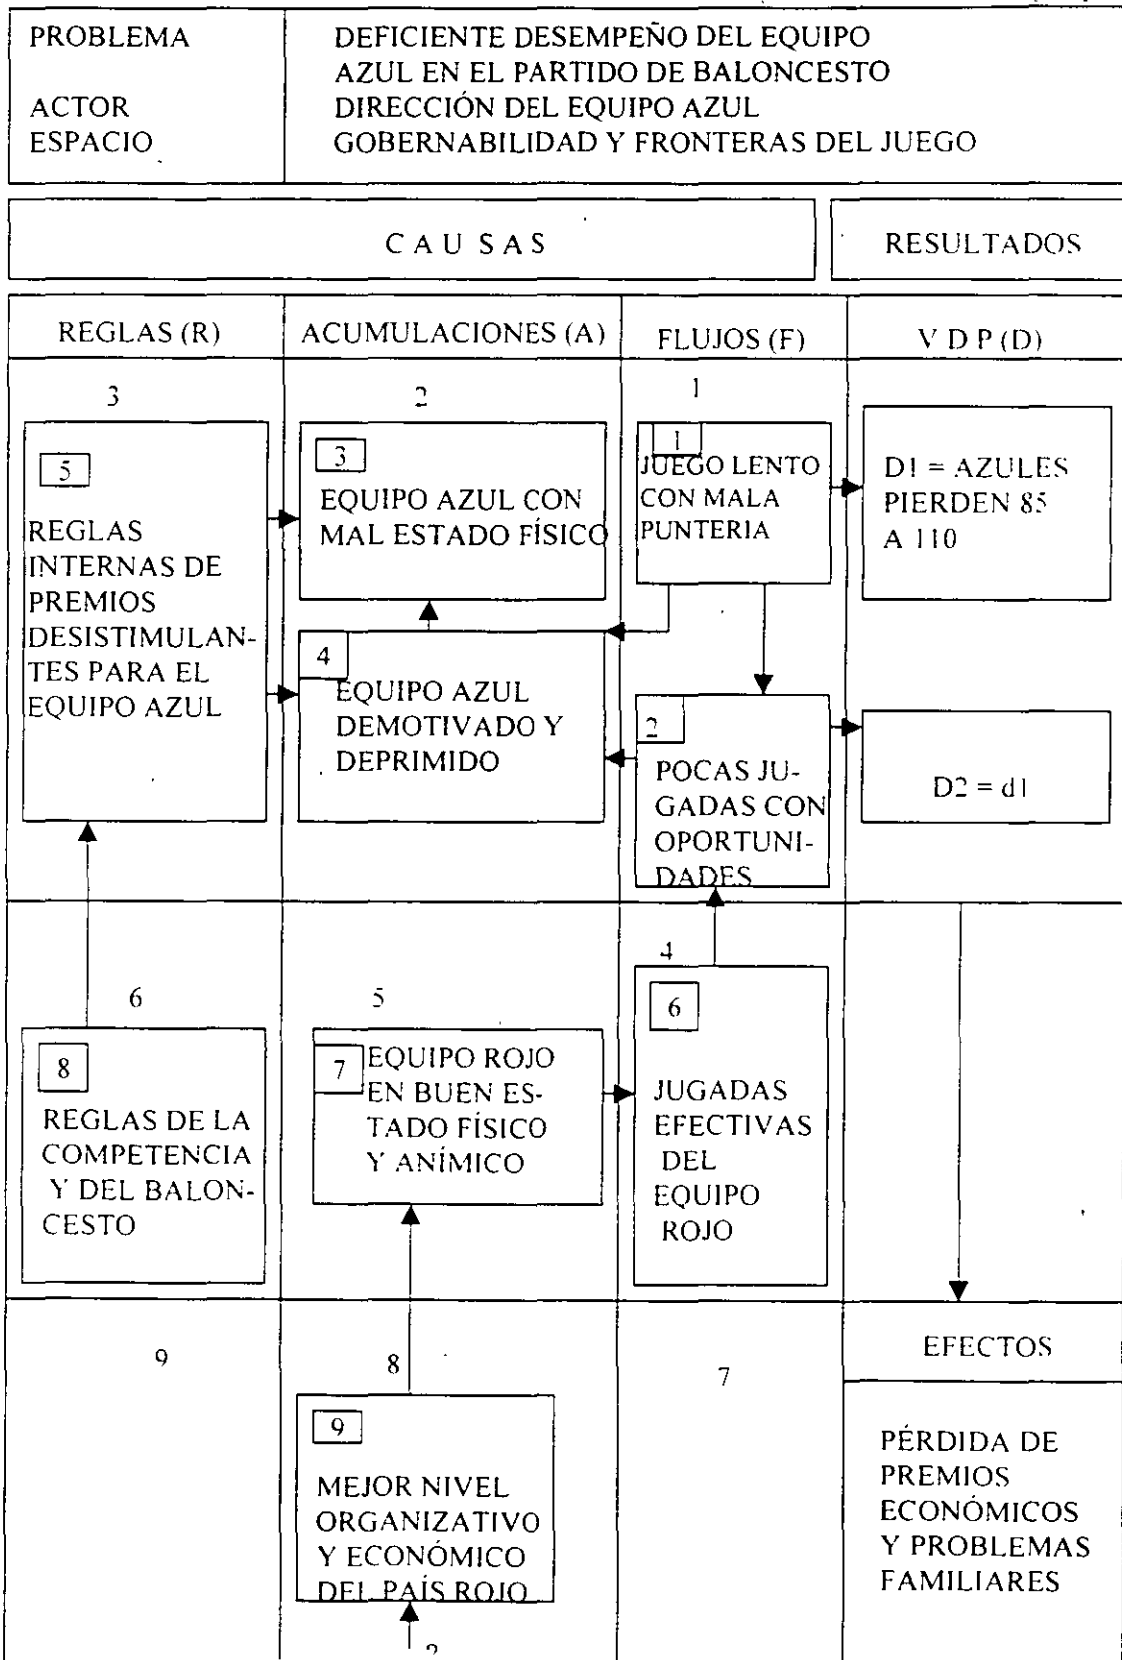 PROBLEMA DEFICIENTE DESEMPEÑO DEL EQUIPO
AZUL EN EL PARTIDO DE BALONCESTO
ACTOR DIRECCIÓN DEL EQUIPO AZUL
ESPACIO GOBERNABILIDAD Y FRONTERAS DEL JUEGO
C A U S A S RESULTADOS
REGLAS (R) ACUMULACIONES (A) FLUJOS (F) V D P (D)
3
5
REGLAS
INTERNAS DE
PREMIOS
DESISTIMULAN-
TES PARA EL
EQUIPO AZUL
2
3
EQUIPO AZUL CON
MAL ESTADO FÍSICO
4
EQUIPO AZUL
DEMOTIVADO Y
DEPRIMIDO
1
1
JUEGO LENTO
CON MALA
PUNTERIA
2
POCAS JU-
GADAS CON
OPORTUNI-
DADES
D1 = AZULES
PIERDEN 85
A 110
D2 = d1
6
8
REGLAS DE LA
COMPETENCIA
Y DEL BALON-
CESTO
5
7
EQUIPO ROJO
EN BUEN ES-
TADO FÍSICO
Y ANÍMICO
4
6
JUGADAS
EFECTIVAS
DEL
EQUIPO
ROJO
9
8
9
MEJOR NIVEL
ORGANIZATIVO
Y ECONÓMICO
DEL PAÍS ROJO
7
EFECTOS
PÉRDIDA DE
PREMIOS
ECONÓMICOS
Y PROBLEMAS
FAMILIARES